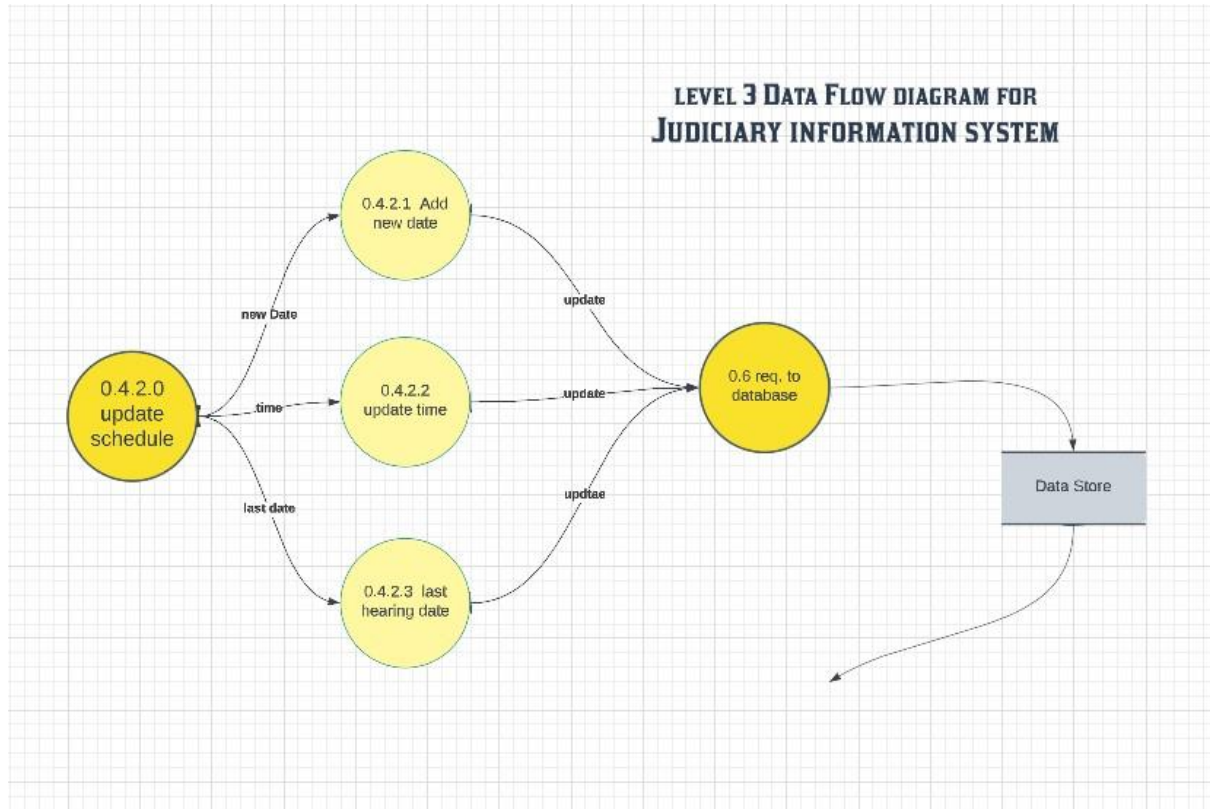 LEVEL 3 DATA FLOW DIAGRAM FOR
JUDICIARY INFORMATION SYSTEM
0.4.2.1 Add
new date
new Date
update
0.4.2.0
update
schedule
time
0.4.2.2
update time
update
0.6 req. to
database
last date
updtae
Data Store
0.4.2.3 last
hearing date